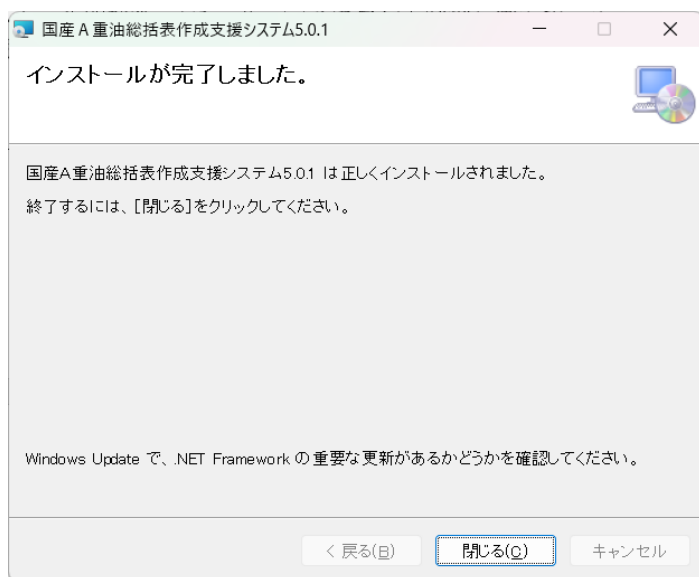 国産A重油総括表作成支援システム5.0.1
インストールが完了しました。
国産A重油総括表作成支援システム5.0.1 は正しくインストールされました。
終了するには、[閉じる]をクリックしてください。
Windows Update で、.NET Framework の重要な更新があるかどうかを確認してください。
< 戻る(B)
閉じる(C)
キャンセル